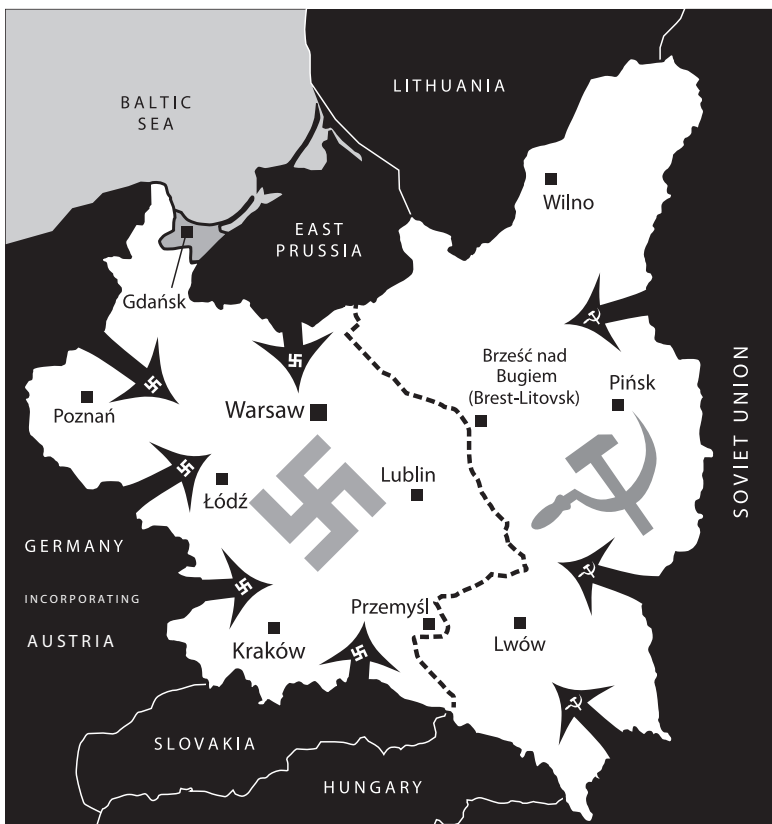 BALTIC
SEA
LITHUANIA
Wilno
EAST
PRUSSIA
Gdańsk
Brześć nad
Bugiem
(Brest-Litovsk)
Pińsk
Poznań
Warsaw
Łódź
Lublin
SOVIET UNION
GERMANY
INCORPORATING
AUSTRIA
Przemyśl
Kraków
Lwów
SLOVAKIA
HUNGARY